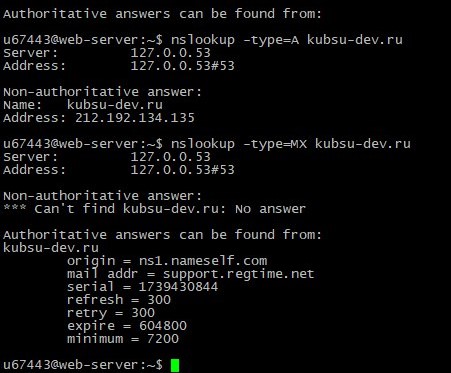 Authoritative answers can be found from:
u67443@web-server:~$ nslookup -type=A kubsu-dev.ru
Server:         127.0.0.53
Address:        127.0.0.53#53
Non-authoritative answer:
Name:   kubsu-dev.ru
Address: 212.192.134.135
u67443@web-server:~$ nslookup -type=MX kubsu-dev.ru
Server:         127.0.0.53
Address:        127.0.0.53#53
Non-authoritative answer:
*** Can't find kubsu-dev.ru: No answer
Authoritative answers can be found from:
kubsu-dev.ru
        origin = ns1.nameself.com
        mail addr = support.regtime.net
        serial = 1739430844
        refresh = 300
        retry = 300
        expire = 604800
        minimum = 7200
u67443@web-server:~$